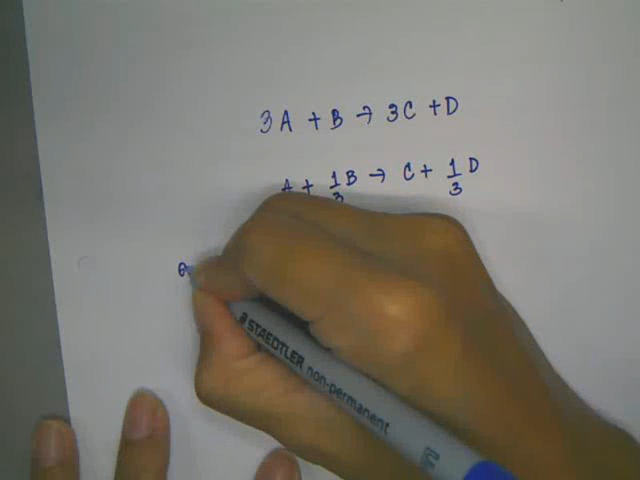 3A + B → 3C + D
A + 1/3 B → C + 1/3 D
STAEDTLER non-permanent